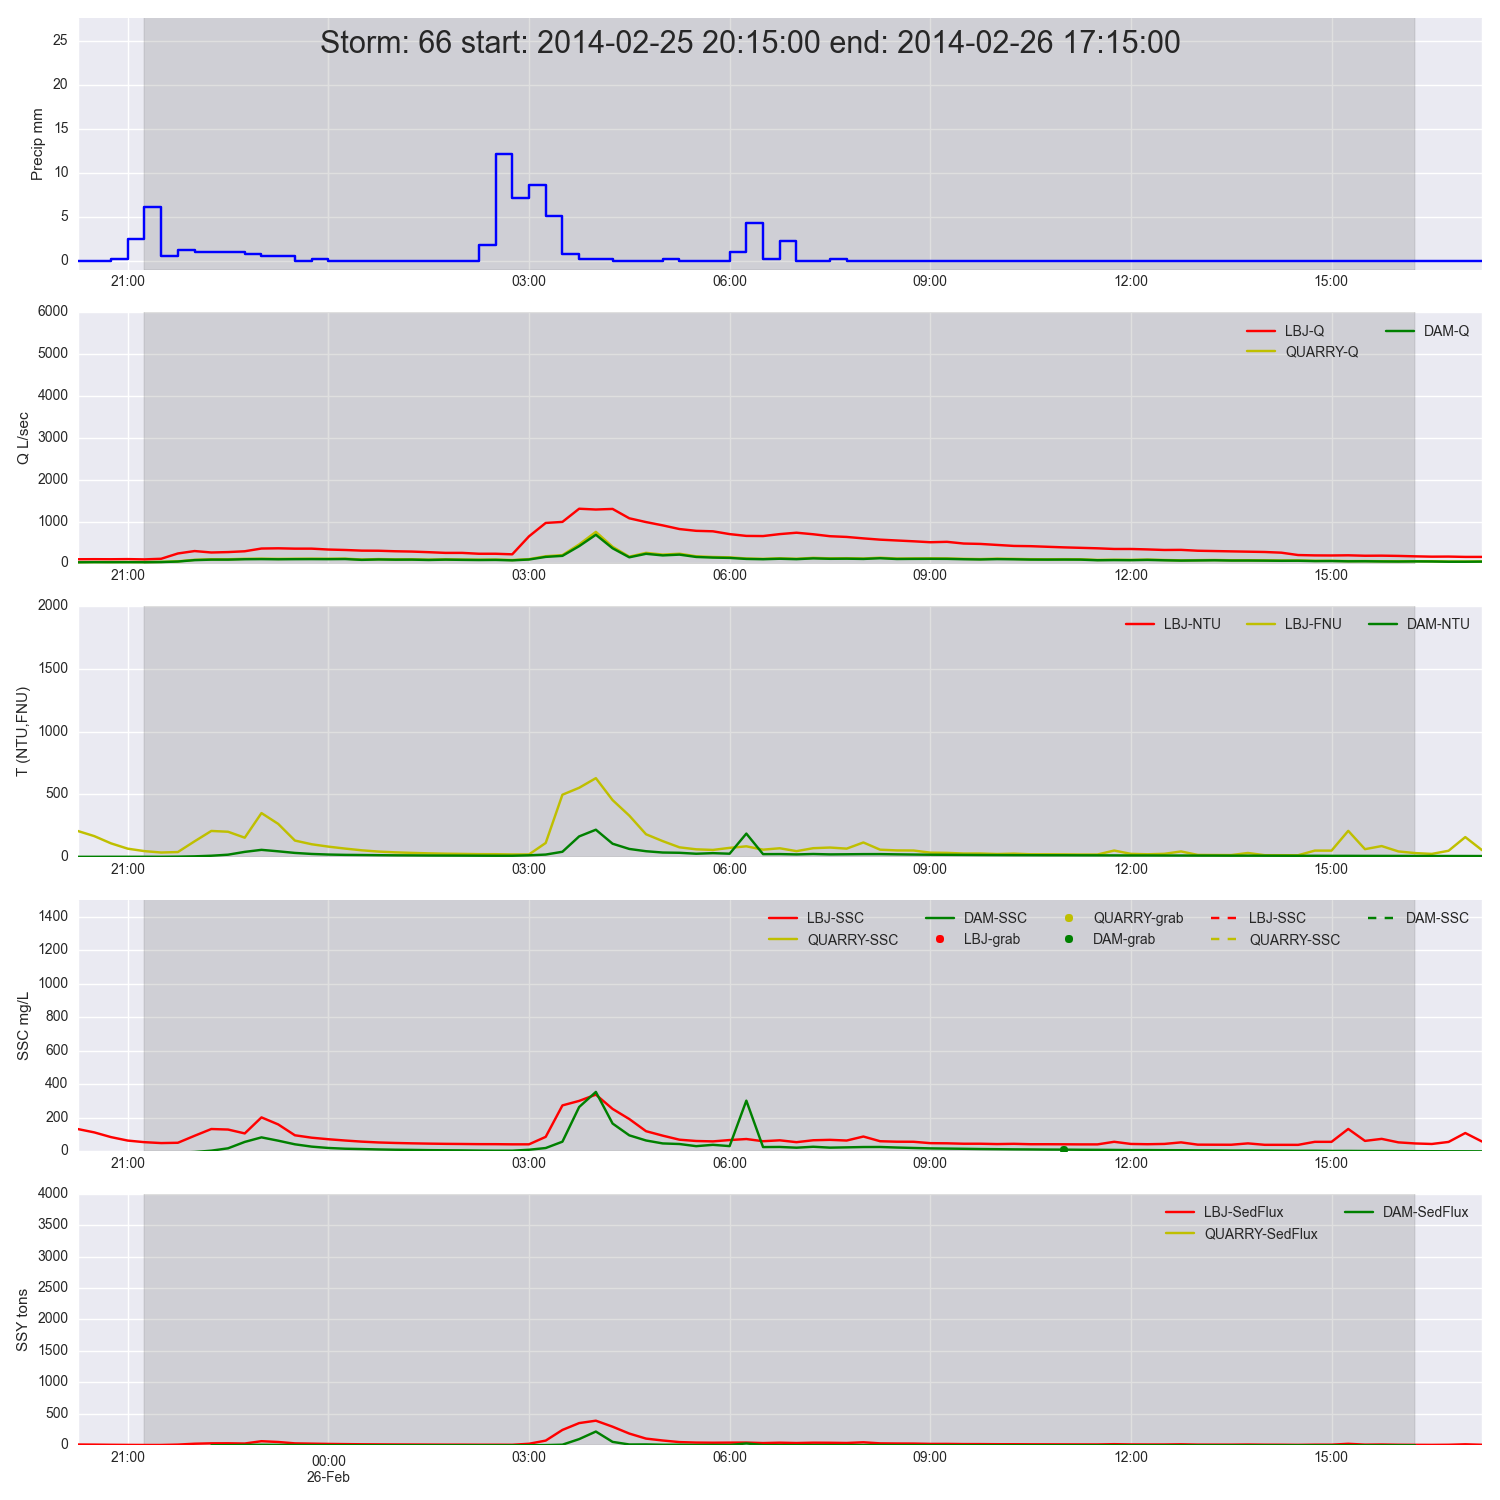 Storm: 66 start: 2014-02-25 20:15:00 end: 2014-02-26 17:15:00
Precip mm
25
20
15
10
5
0
21:00 03:00 06:00 09:00 12:00 15:00
Q L/sec
6000
5000
4000
3000
2000
1000
0
LBJ-Q DAM-Q
QUARRY-Q
21:00 03:00 06:00 09:00 12:00 15:00
T (NTU,FNU)
2000
1500
1000
500
0
LBJ-NTU LBJ-FNU DAM-NTU
21:00 03:00 06:00 09:00 12:00 15:00
SSC mg/L
1400
1200
1000
800
600
400
200
0
LBJ-SSC DAM-SSC QUARRY-grab LBJ-SSC DAM-SSC
QUARRY-SSC LBJ-grab DAM-grab QUARRY-SSC
21:00 03:00 06:00 09:00 12:00 15:00
SSY tons
4000
3500
3000
2500
2000
1500
1000
500
0
LBJ-SedFlux DAM-SedFlux
QUARRY-SedFlux
21:00 00:00 03:00 06:00 09:00 12:00 15:00
26-Feb